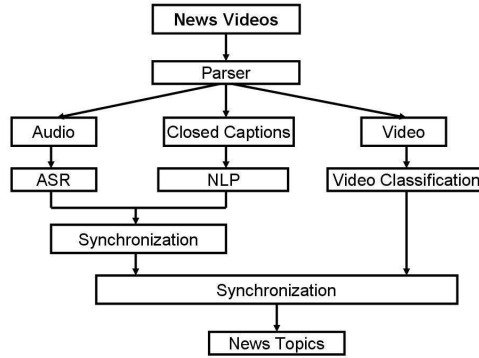 News Videos
Parser
Audio
Closed Captions
Video
ASR
NLP
Video Classification
Synchronization
Synchronization
News Topics